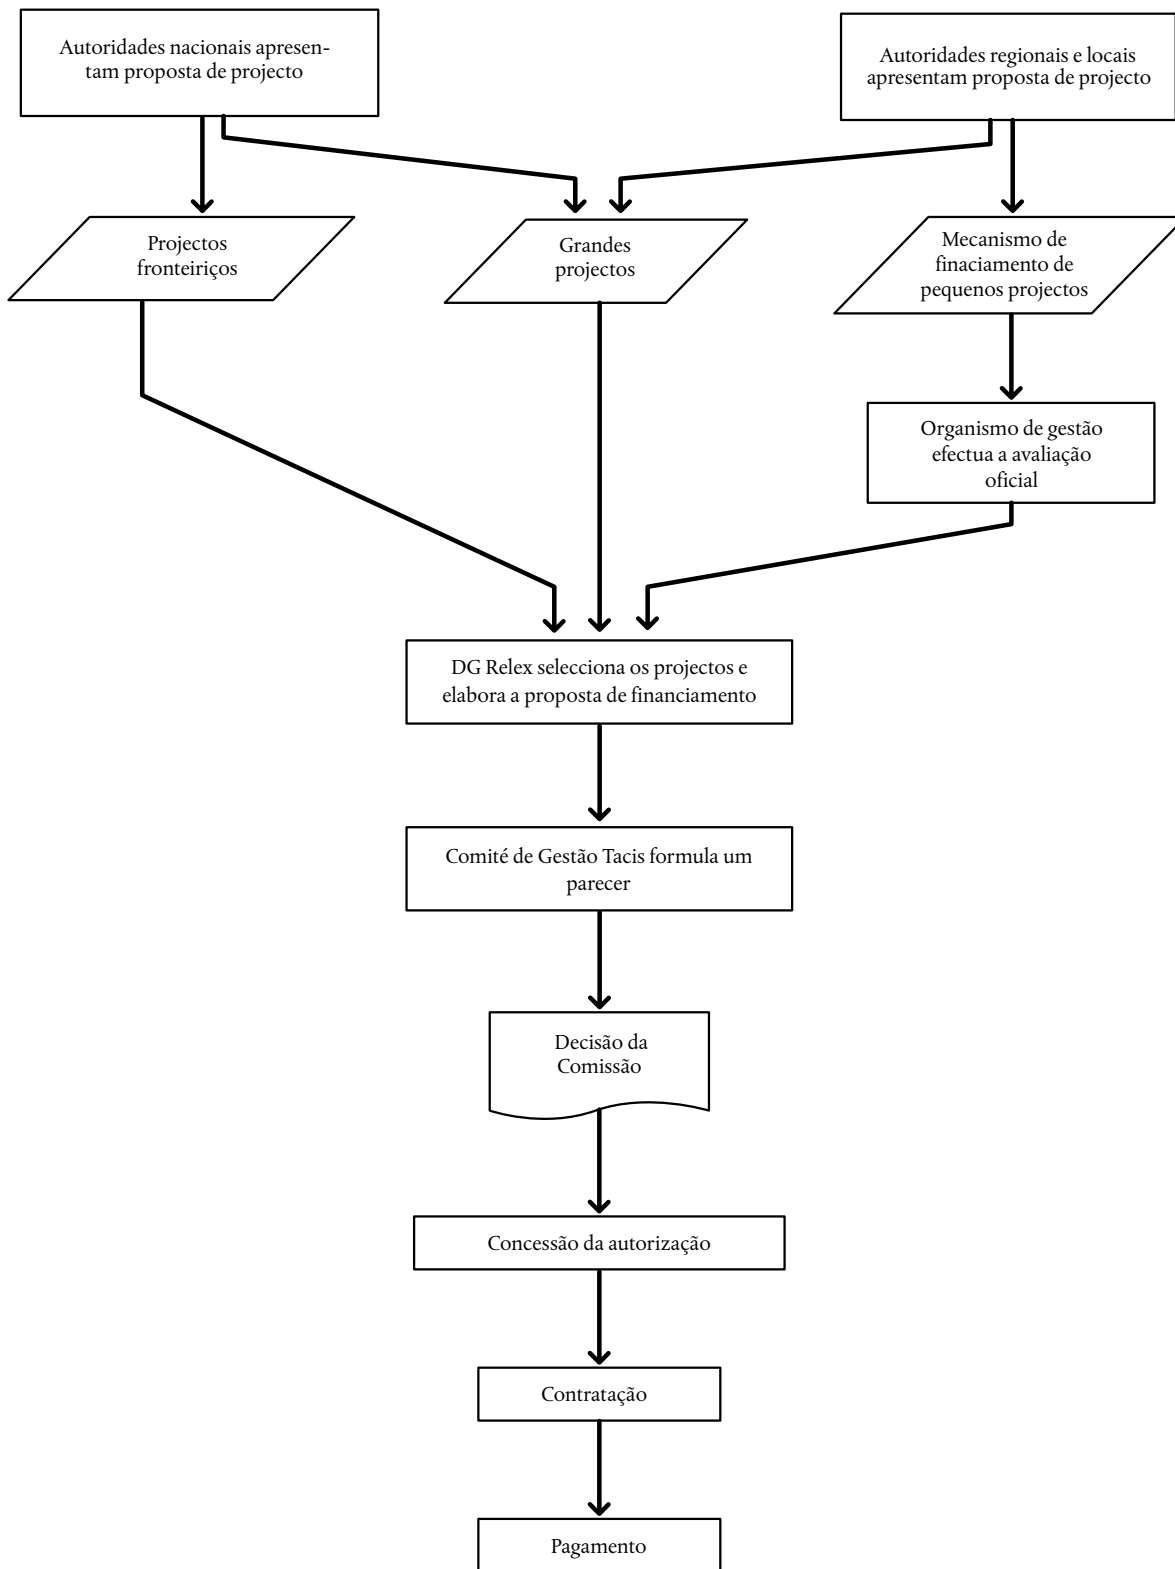 Autoridades nacionais apresen-
tam proposta de projecto
Autoridades regionais e locais
apresentam proposta de projecto
Projectos
fronteiriços
Grandes
projectos
Mecanismo de
finaciamento de
pequenos projectos
Organismo de gestão
efectua a avaliação
oficial
DG Relex selecciona os projectos e
elabora a proposta de financiamento
Comité de Gestão Tacis formula um
parecer
Decisão da
Comissão
Concessão da autorização
Contratação
Pagamento